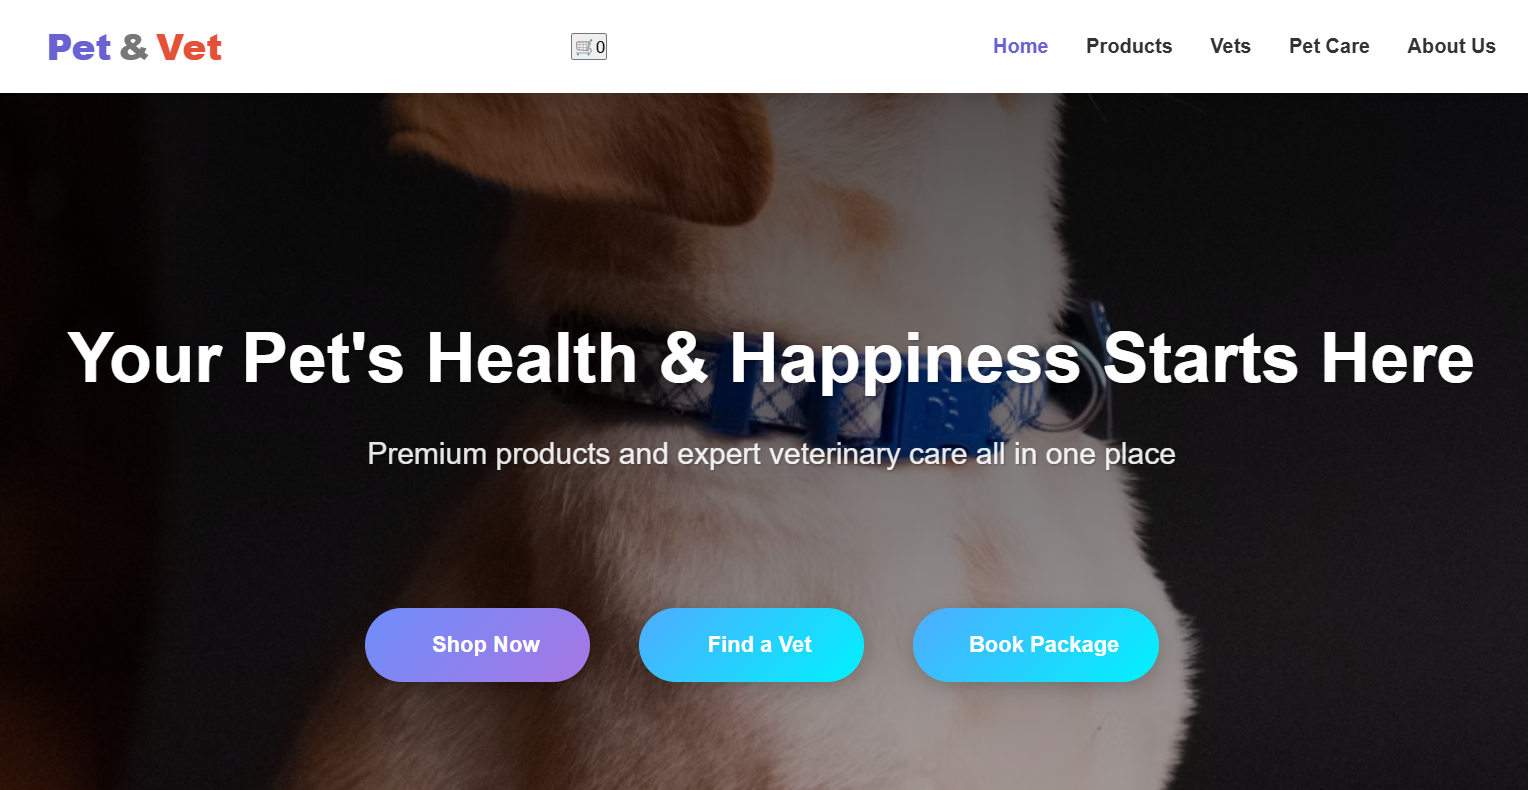 Pet & Vet
0
Home Products Vets Pet Care About Us
Your Pet's Health & Happiness Starts Here
Premium products and expert veterinary care all in one place
Shop Now Find a Vet Book Package